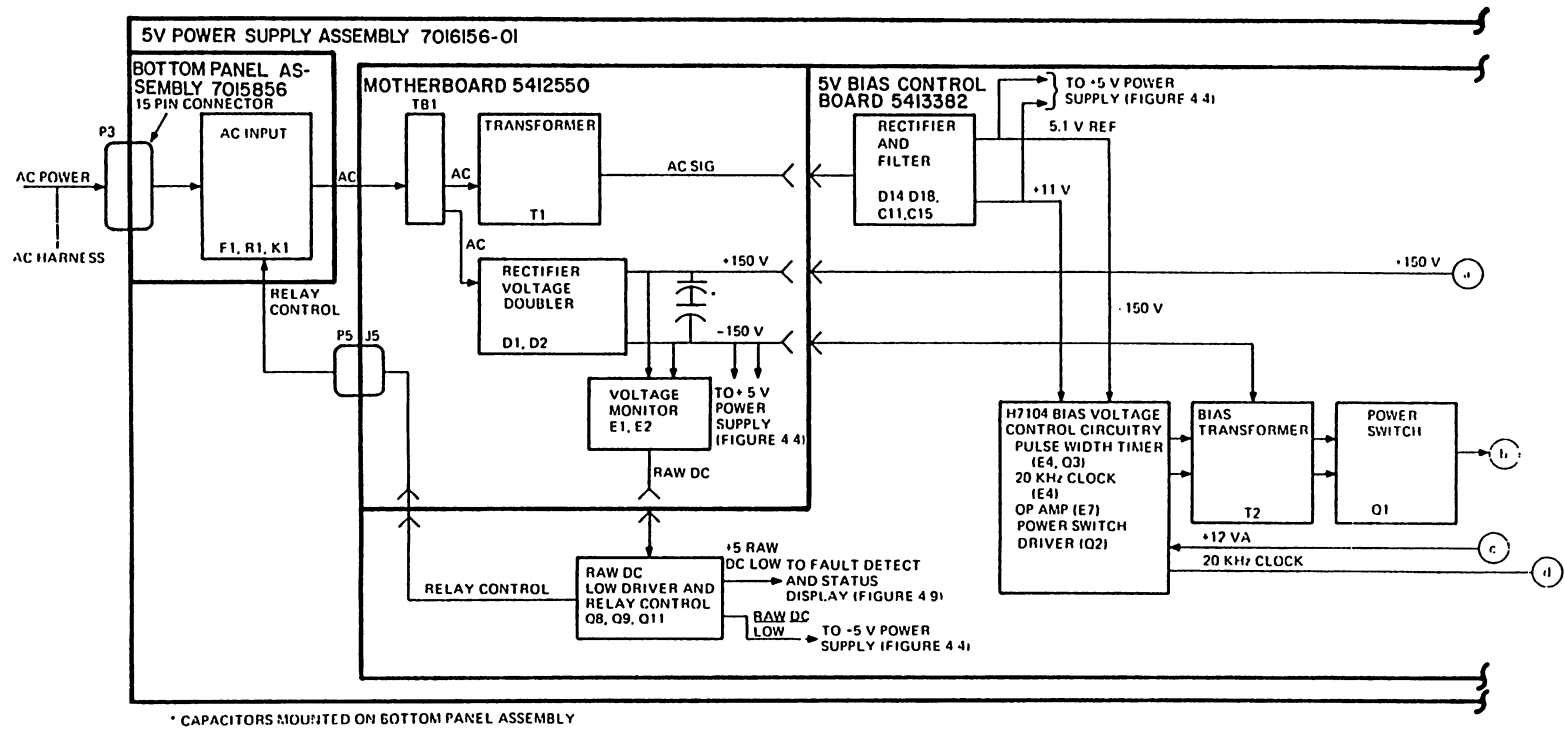 5V POWER SUPPLY ASSEMBLY 7016156-01
BOTTOM PANEL AS-
SEMBLY 7015856
15 PIN CONNECTOR
P3
AC INPUT
F1, R1, K1
AC POWER
AC HARNESS
RELAY
CONTROL
P5
J5
AC
MOTHERBOARD 5412550
TB1
AC
AC
TRANSFORMER
T1
AC SIG
RECTIFIER
VOLTAGE
DOUBLER
D1, D2
+150 V
*
-150 V
VOLTAGE
MONITOR
E1, E2
TO + 5 V
POWER
SUPPLY
(FIGURE 4 4)
RAW DC
5V BIAS CONTROL
BOARD 5413382
RECTIFIER
AND
FILTER
D14 D18,
C11,C15
TO +5 V POWER
SUPPLY (FIGURE 4 4)
5.1 V REF
+11 V
+150 V
a
-150 V
H7104 BIAS VOLTAGE
CONTROL CIRCUITRY
PULSE WIDTH TIMER
(E4, Q3)
20 KHz CLOCK
(E4)
OP AMP (E7)
POWER SWITCH
DRIVER (Q2)
BIAS
TRANSFORMER
T2
POWER
SWITCH
Q1
b
+12 VA
c
20 KHz CLOCK
d
RELAY CONTROL
RAW DC
LOW DRIVER AND
RELAY CONTROL
Q8, Q9, Q11
+5 RAW
DC LOW
TO FAULT DETECT
AND STATUS
DISPLAY (FIGURE 4 9)
RAW DC
LOW
TO -5 V POWER
SUPPLY (FIGURE 4 4)
* CAPACITORS MOUNTED ON BOTTOM PANEL ASSEMBLY